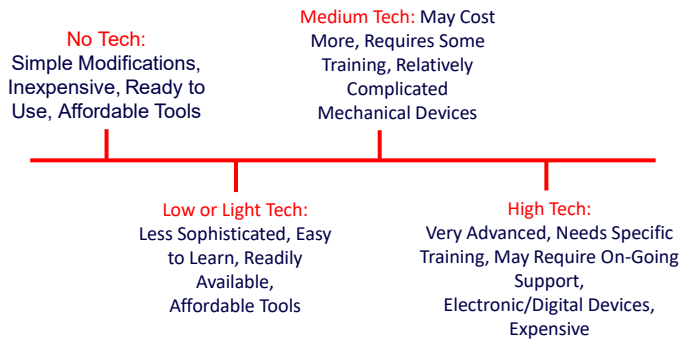 No Tech:
Simple Modifications,
Inexpensive, Ready to
Use, Affordable Tools
Medium Tech: May Cost
More, Requires Some
Training, Relatively
Complicated
Mechanical Devices
Low or Light Tech:
Less Sophisticated, Easy
to Learn, Readily
Available,
Affordable Tools
High Tech:
Very Advanced, Needs Specific
Training, May Require On-Going
Support,
Electronic/Digital Devices,
Expensive